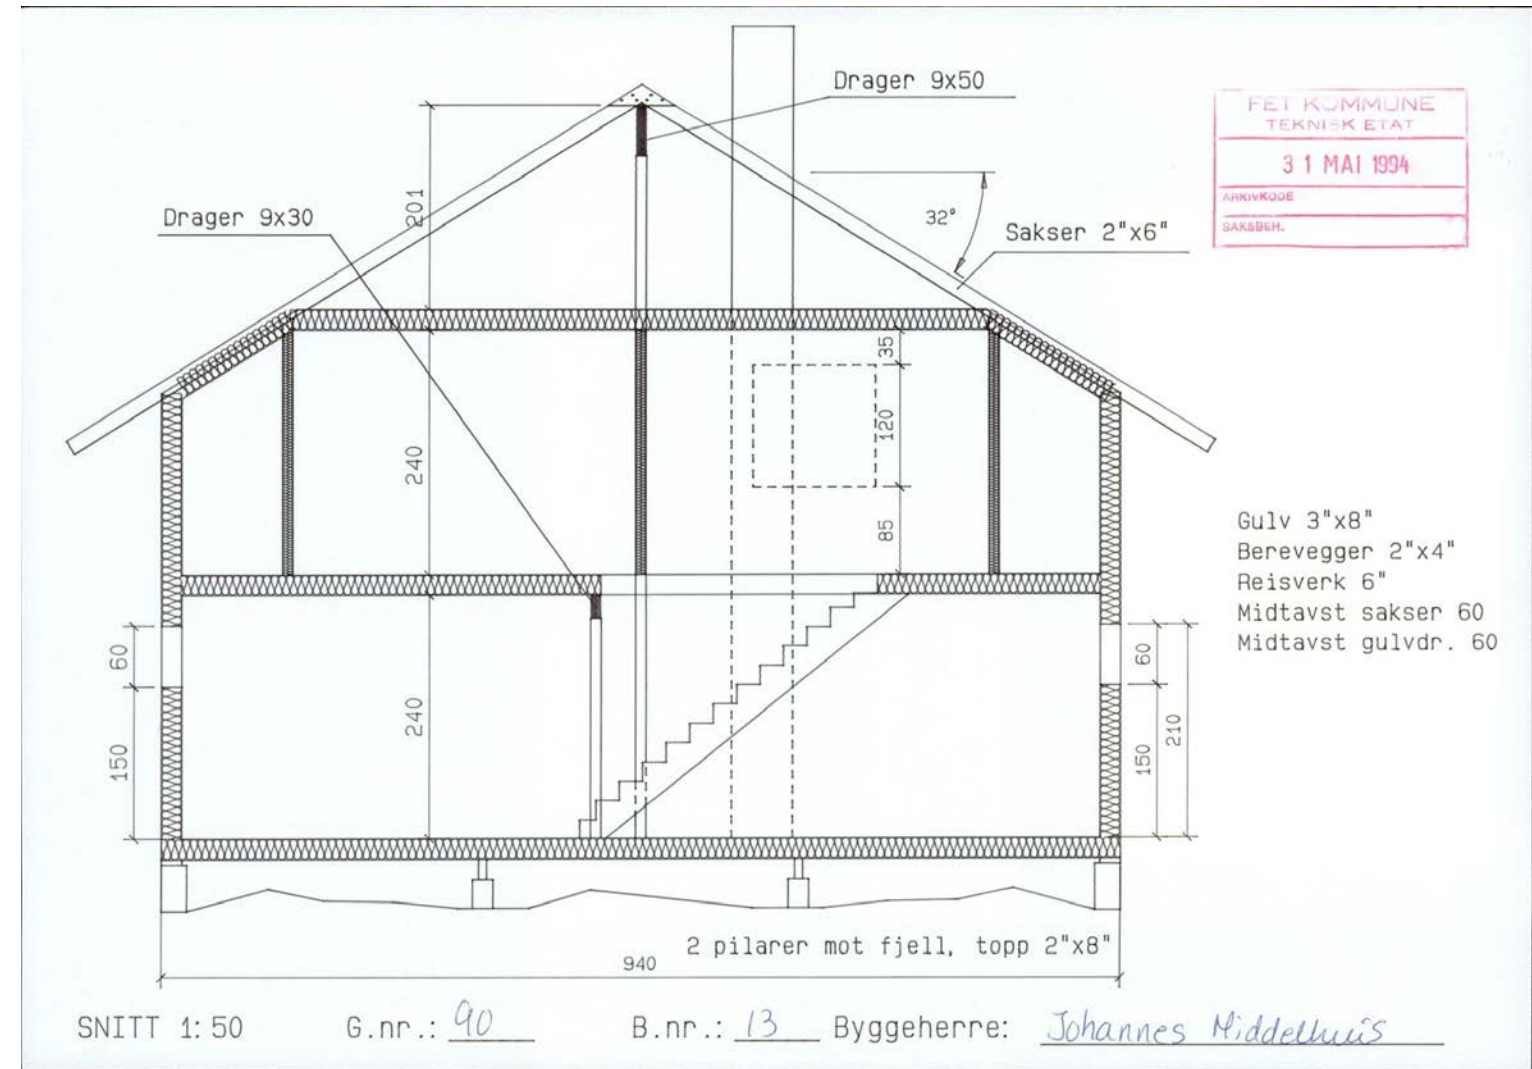 Drager 9x50
FET KOMMUNE
TEKNISK ETAT
31 MAI 1994
ARKIVKODE
SAKSBEH.
201
Drager 9x30
32°
Sakser 2"x6"
35
240
120
85
Gulv 3"x8"
Berevegger 2"x4"
Reisverk 6"
Midtavst sakser 60
Midtavst gulvdr. 60
60
150
240
60
150
210
2 pilarer mot fjell, topp 2"x8"
940
SNITT 1:50 G.nr.: 90 B.nr.: 13 Byggeherre: Johannes Middelhuis